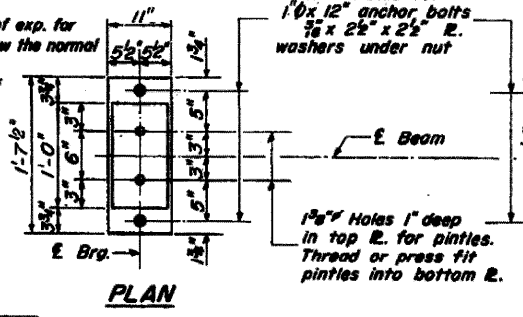 of exp. for
w the normal
11"
5½" 5½"
1¾"
1"Ø x 12" anchor bolts
3/16 x 2½" x 2½" ℞.
washers under nut
3¾"
3"
5"
1'-7½"
1'-0"
6"
3"
3"
℄ Beam
3"
5"
3¾"
1¾"
℄ Brg.
1⅜"ø Holes 1" deep
in top ℞. for pintles.
Thread or press fit
pintles into bottom ℞.
PLAN